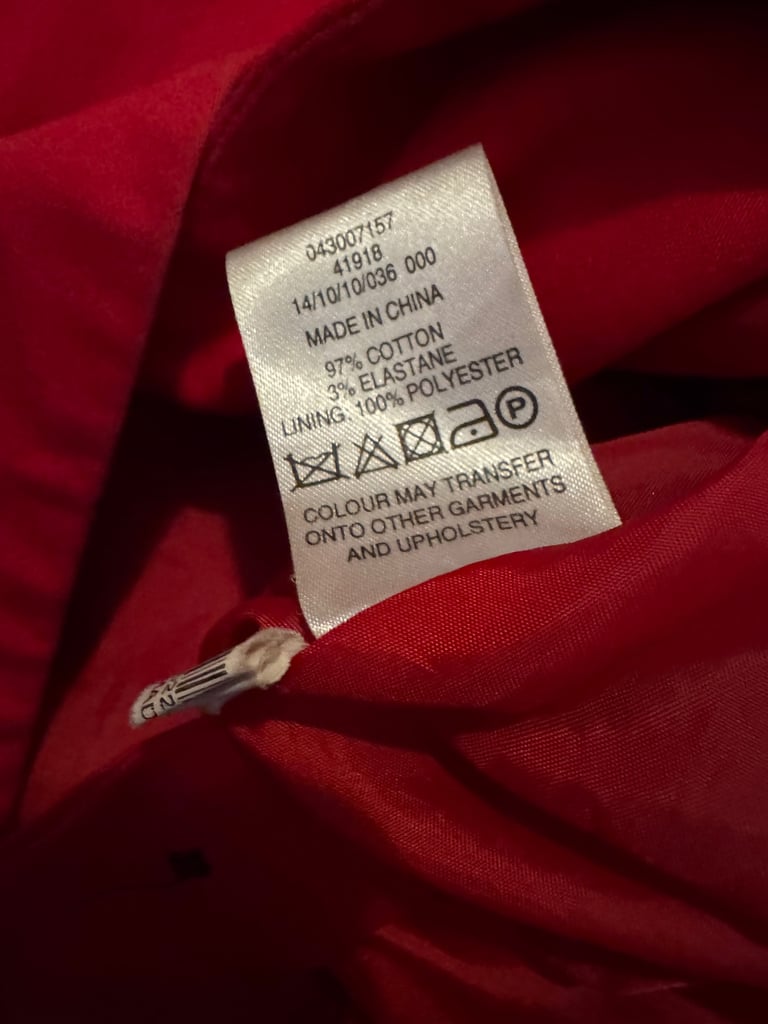 043007157
41918
14/10/10/036 000
MADE IN CHINA
97% COTTON
3% ELASTANE
LINING: 100% POLYESTER
P
COLOUR MAY TRANSFER
ONTO OTHER GARMENTS
AND UPHOLSTERY